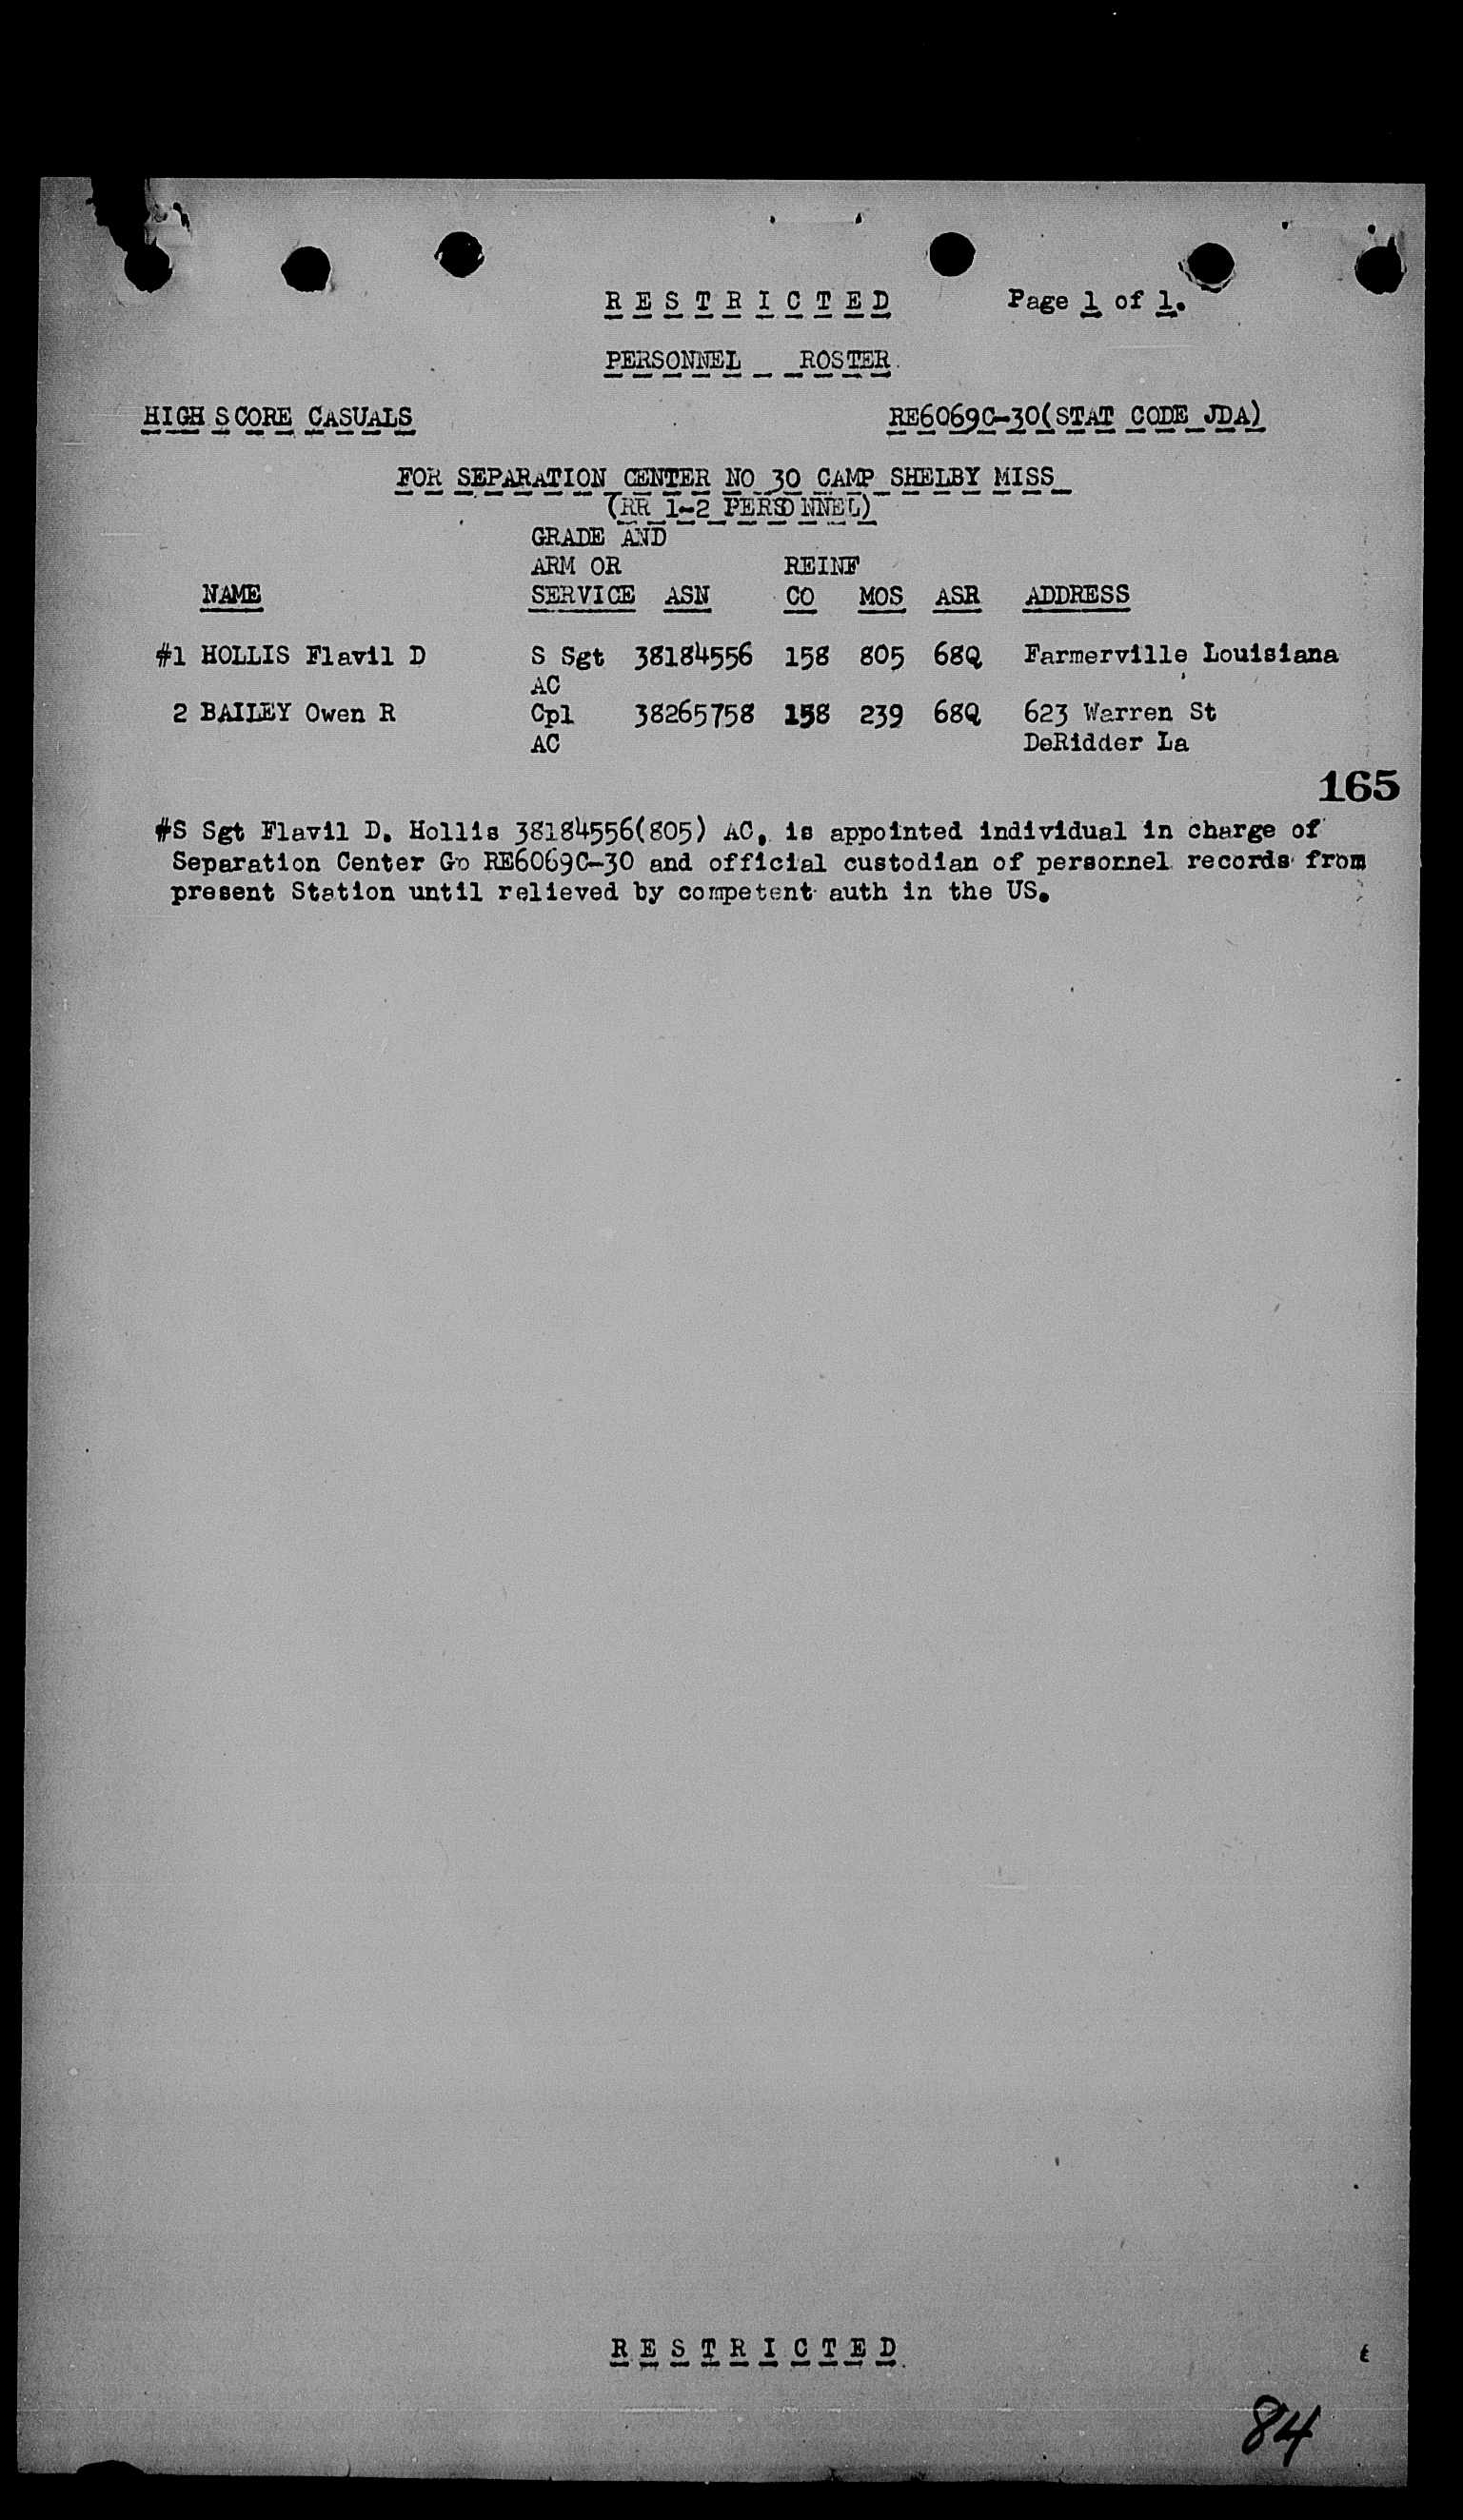 RESTRICTED Page 1 of 1.
PERSONNEL ROSTER
HIGH SCORE CASUALS RE6069C-30(STAT CODE JDA)
FOR SEPARATION CENTER NO 30 CAMP SHELBY MISS
(RR 1-2 PERSONNEL)
GRADE AND
ARM OR REINF
NAME SERVICE ASN CO MOS ASR ADDRESS
#1 HOLLIS Flavil D S Sgt 38184556 158 805 68Q Farmerville Louisiana
AC
2 BAILEY Owen R Cpl 38265758 158 239 68Q 623 Warren St
AC DeRidder La
165
#S Sgt Flavil D. Hollis 38184556(805) AC, is appointed individual in charge of
Separation Center Gp RE6069C-30 and official custodian of personnel records from
present Station until relieved by competent auth in the US.
RESTRICTED
84